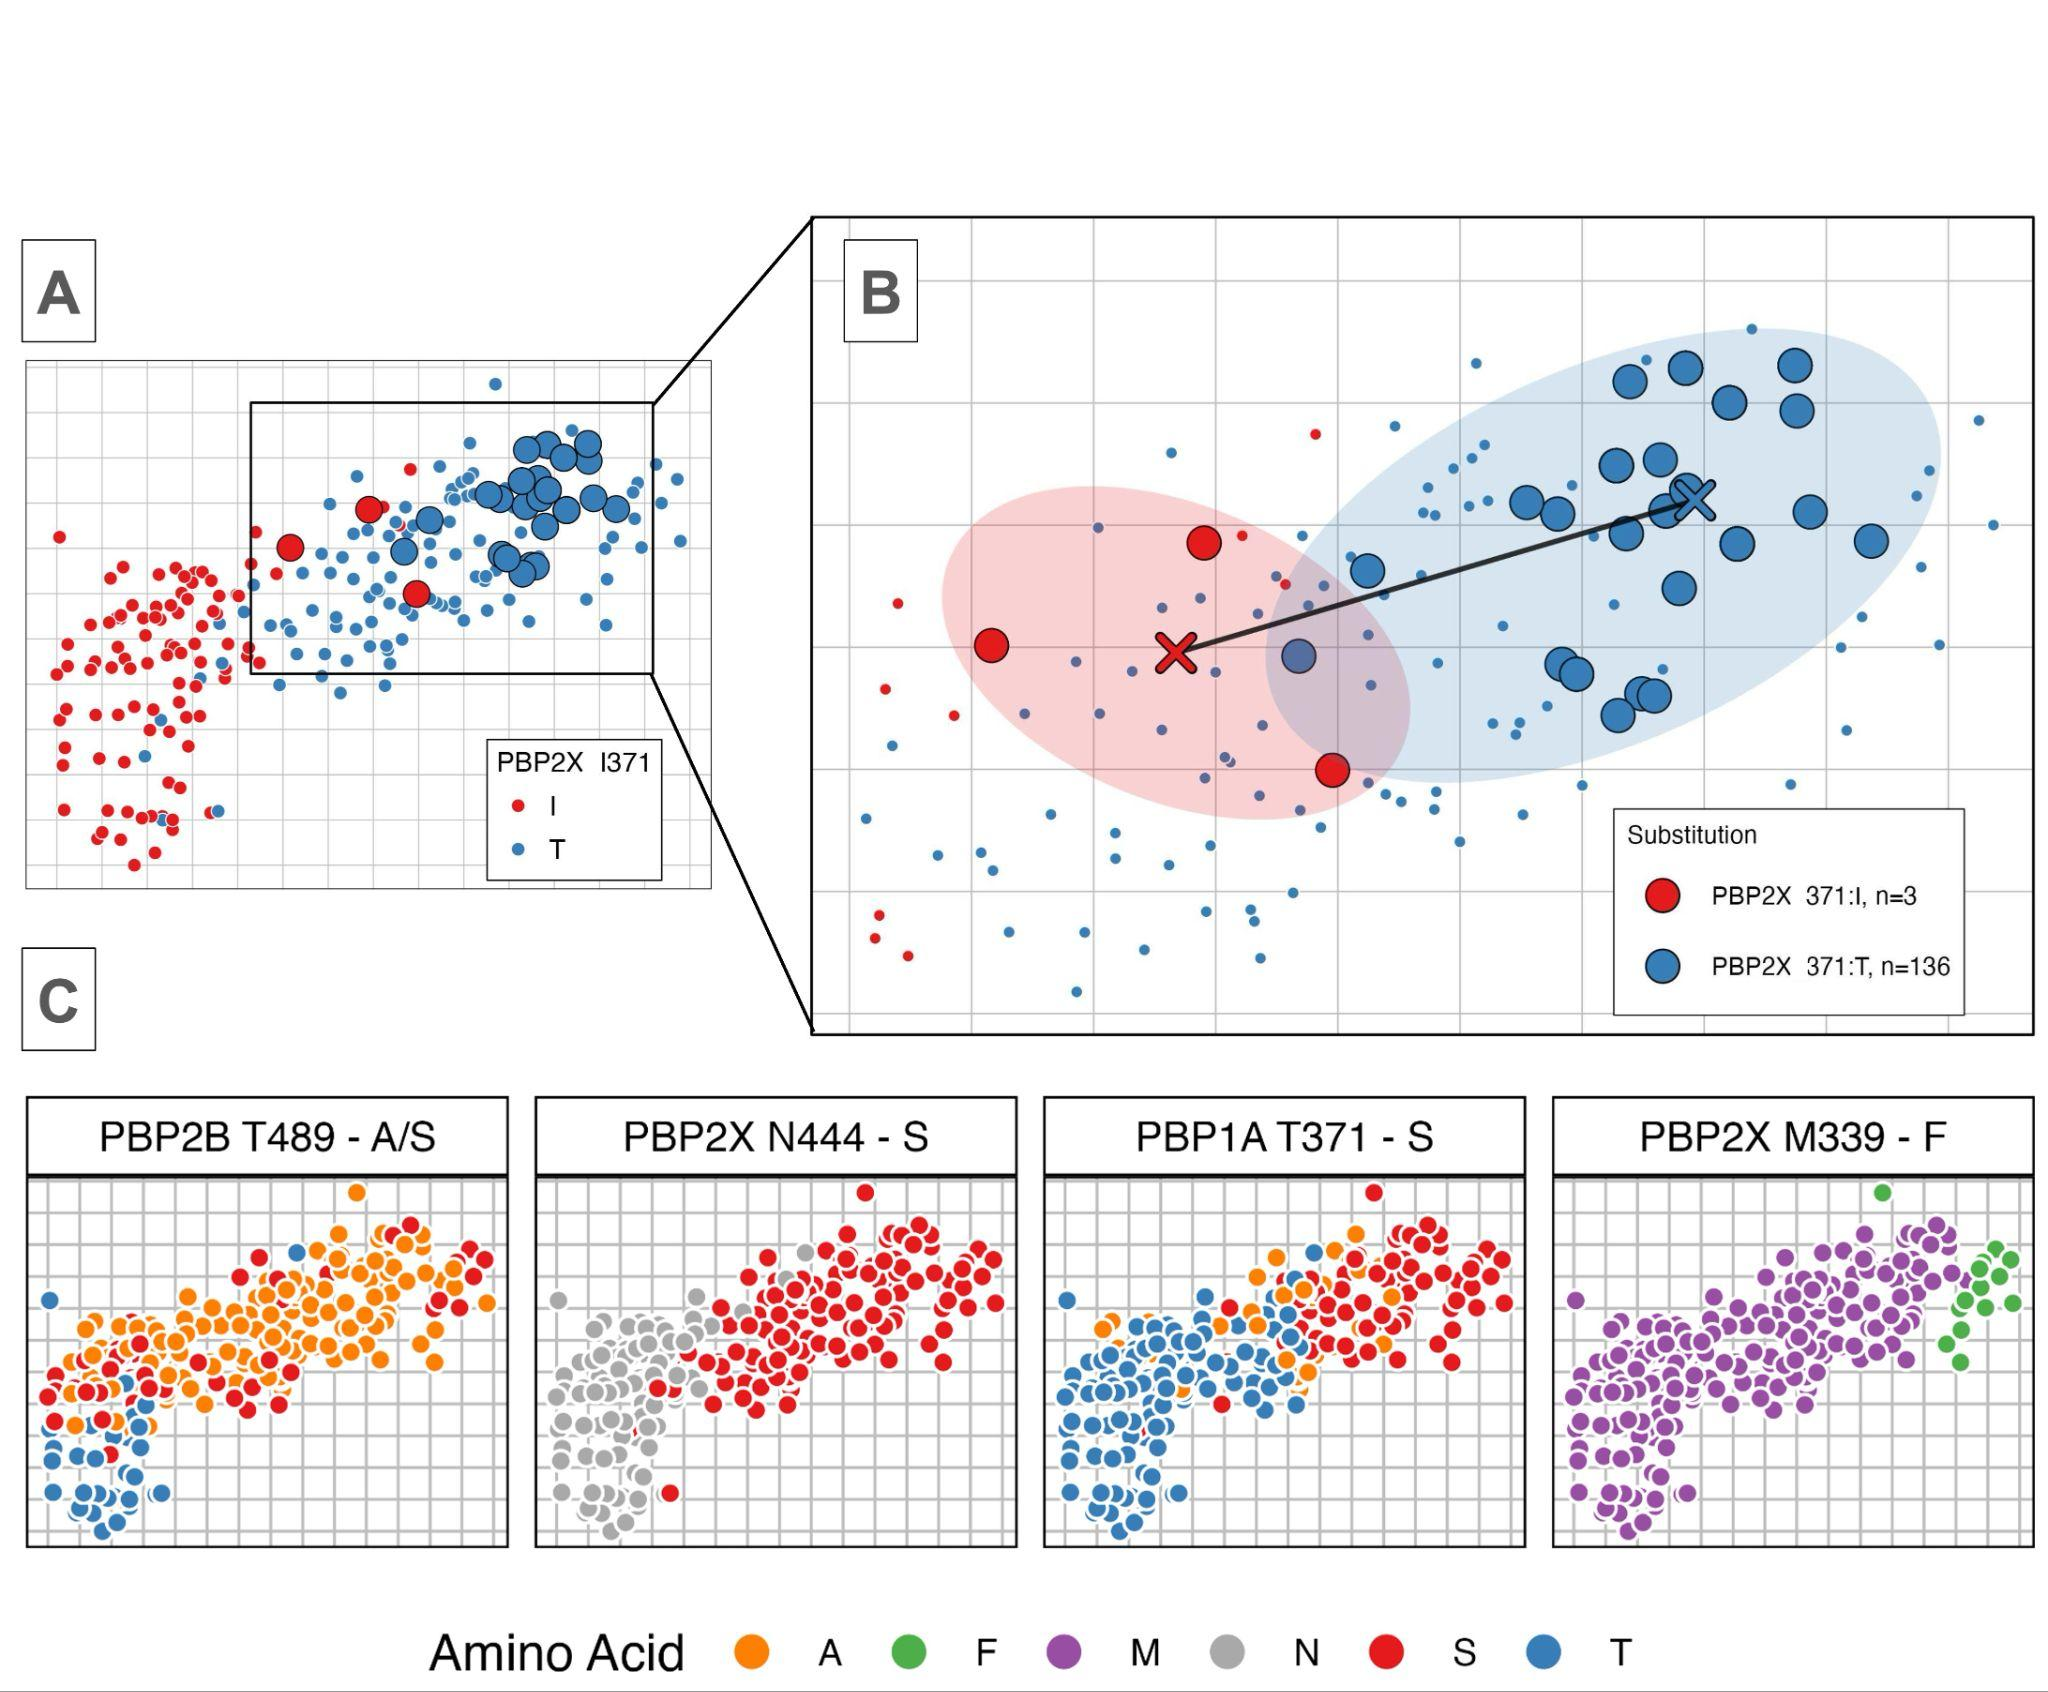 A
B
PBP2X I371
I
T
Substitution
PBP2X 371:I, n=3
PBP2X 371:T, n=136
C
PBP2B T489 - A/S
PBP2X N444 - S
PBP1A T371 - S
PBP2X M339 - F
Amino Acid A F M N S T